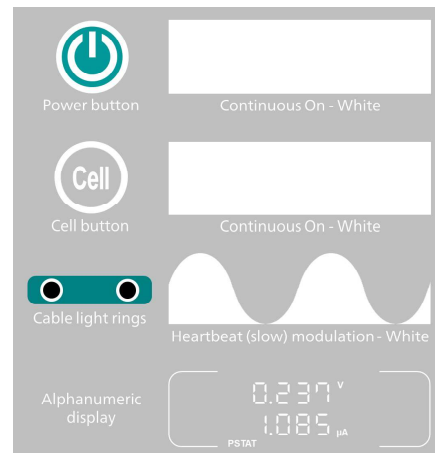 Power button
Continuous On - White
Cell
Cell button
Continuous On - White
Cable light rings
Heartbeat (slow) modulation - White
Alphanumeric
display
0.237 V
1.085 µA
PSTAT